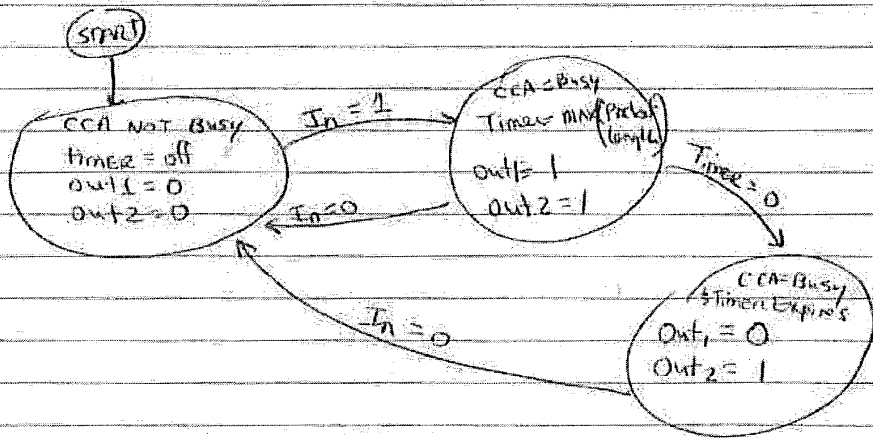 START
CCA NOT Busy
timer = off
out1 = 0
out2 = 0
In = 1
In = 0
CCA = Busy
Timer = MAX (Packet length)
out1 = 1
out2 = 1
Timer = 0
CCA = Busy
& Timer Expires
Out1 = 0
Out2 = 1
In = 0